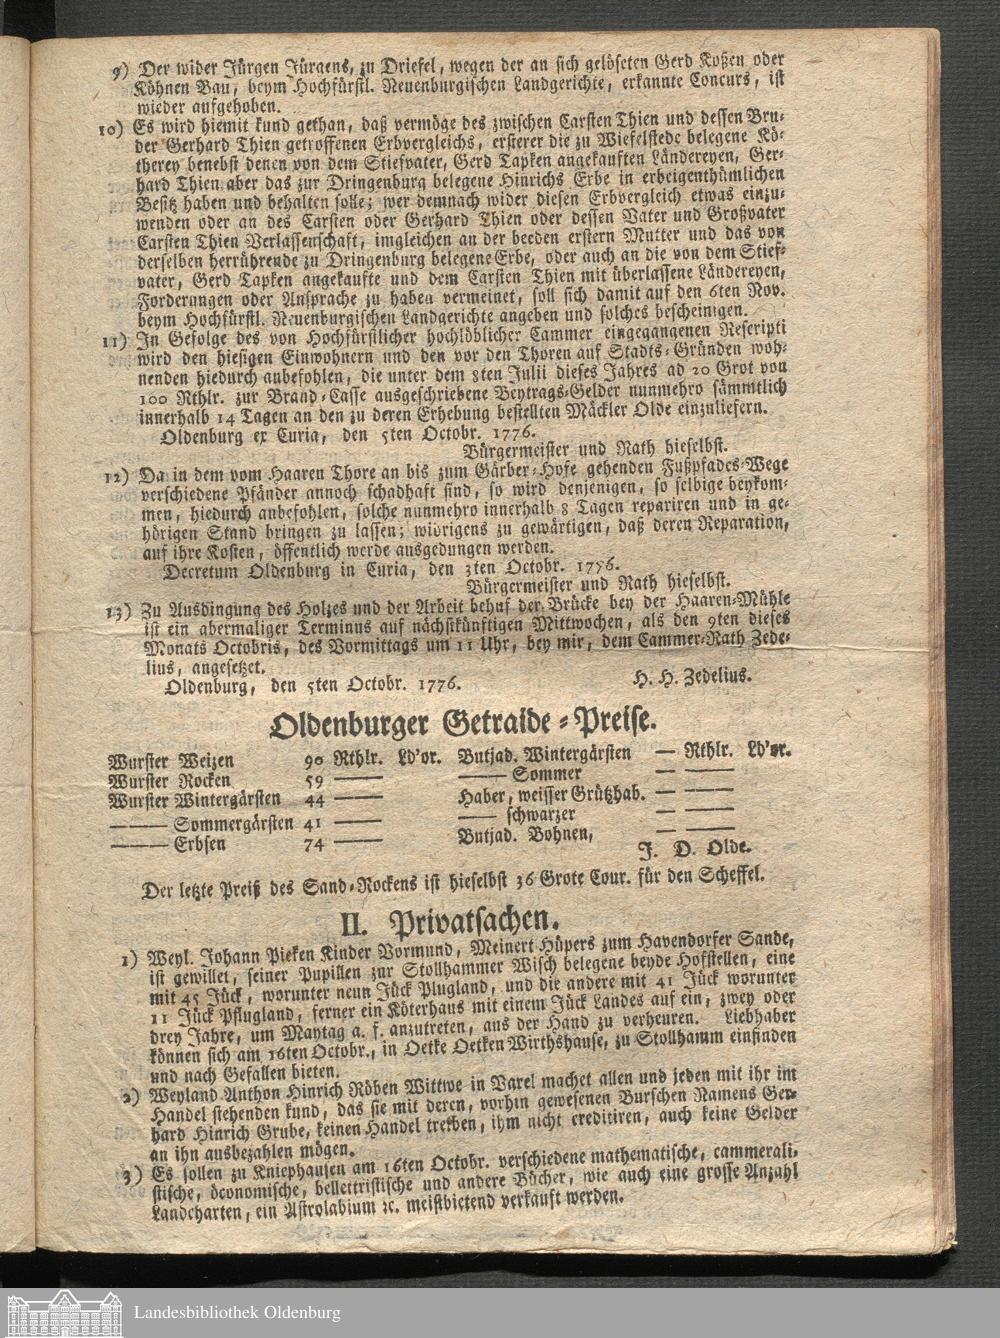 9) Der wider Jürgen Jürgens, zu Driefel, wegen der an sich gelöseten Gerd Koßen oder
Köhnen Bau, beym Hochfürstl. Neuenburgischen Landgerichte, erkannte Concurs, ist
wieder aufgehoben.
10) Es wird hiemit kund gethan, daß vermöge des zwischen Carsten Thien und dessen Bru-
der Gerhard Thien getroffenen Erbvergleichs, ersterer die zu Wiefelstede belegene Kö-
therey benebst denen von dem Stiefvater, Gerd Tapken angekauften Ländereyen, Ger-
hard Thien aber das zur Dringenburg belegene Hinrichs Erbe in erbeigenthümlichen
Besitz haben und behalten solle; wer demnach wider diesen Erbvergleich etwas einzu-
wenden oder an des Carsten oder Gerhard Thien oder dessen Vater und Großvater
Carsten Thien Verlassenschaft, imgleichen an der beeden erstern Mutter und das von
derselben herrührende zu Dringenburg belegene Erbe, oder auch an die von dem Stief-
vater, Gerd Tapken angekaufte und dem Carsten Thien mit überlassene Ländereyen,
Forderungen oder Ansprache zu haben vermeinet, soll sich damit auf den 6ten Nov.
beym Hochfürstl. Neuenburgischen Landgerichte angeben und solches bescheinigen.
11) In Gefolge des von Hochfürstlicher hochlöblicher Cammer eingegangenen Rescripti
wird den hiesigen Einwohnern und den vor den Thoren auf Stadts-Gründen woh-
nenden hiedurch anbefohlen, die unter dem 8ten Julii dieses Jahres ad 20 Grot von
100 Rthlr. zur Brand-Casse ausgeschriebene Beytrags-Gelder nunmehro sämmtlich
innerhalb 14 Tagen an den zu deren Erhebung bestellten Mäckler Olde einzuliefern.
Oldenburg ex Curia, den 5ten Octobr. 1776.
Bürgermeister und Rath hieselbst.
12) Da in dem vom Haaren Thore an bis zum Gärber-Hofe gehenden Fußpfades-Wege
verschiedene Pfänder annoch schadhaft sind, so wird denjenigen, so selbige beykom-
men, hiedurch anbefohlen, solche nunmehro innerhalb 8 Tagen repariren und in ge-
hörigen Stand bringen zu lassen; widrigens zu gewärtigen, daß deren Reparation,
auf ihre Kosten, öffentlich werde ausgedungen werden.
Decretum Oldenburg in Curia, den 3ten Octobr. 1776.
Bürgermeister und Rath hieselbst.
13) Zu Ausdingung des Holzes und der Arbeit behuf der Brücke bey der Haaren-Mühle
ist ein abermaliger Terminus auf nächstkünftigen Mittwochen, als den 9ten dieses
Monats Octobris, des Vormittags um 11 Uhr, bey mir, dem Cammer-Rath Zede-
lius, angesetzet.
Oldenburg, den 5ten Octobr. 1776. H. H. Zedelius.
Oldenburger Getraide-Preise.
Wurster Weizen 90 Rthlr. Ld'or. Butjad. Wintergärsten — Rthlr. Ld'or.
Wurster Rocken 59 —— —— Sommer — ——
Wurster Wintergärsten 44 —— Haber, weisser Grützhab. — ——
—— Sommergärsten 41 —— —— schwarzer — ——
—— Erbsen 74 —— Butjad. Bohnen, — ——
J. D. Olde.
Der letzte Preiß des Sand-Rockens ist hieselbst 36 Grote Cour. für den Scheffel.
II. Privatsachen.
1) Weyl. Johann Pieken Kinder Vormund, Meinert Hüpers zum Havendorfer Sande,
ist gewillet, seiner Pupillen zur Stollhammer Wisch belegene beyde Hofstellen, eine
mit 45 Jück, worunter neun Jück Plugland, und die andere mit 41 Jück worunter
11 Jück Pflugland, ferner ein Köterhaus mit einem Jück Landes auf ein, zwey oder
drey Jahre, um Maytag a. f. anzutreten, aus der Hand zu verheuren. Liebhaber
können sich am 16ten Octobr., in Oetke Oetken Wirthshause, zu Stollhamm einfinden
und nach Gefallen bieten.
2) Weyland Anthon Hinrich Röben Wittwe in Varel machet allen und jeden mit ihr im
Handel stehenden kund, das sie mit deren, vorhin gewesenen Burschen Namens Ger-
hard Hinrich Grube, keinen Handel treiben, ihm nicht creditiren, auch keine Gelder
an ihn ausbezahlen mögen.
3) Es sollen zu Kniephausen am 16ten Octobr. verschiedene mathematische, cammerali-
stische, öconomische, bellettristische und andere Bücher, wie auch eine grosse Anzahl
Landcharten, ein Astrolabium ꝛc. meistbietend verkauft werden.
Landesbibliothek Oldenburg